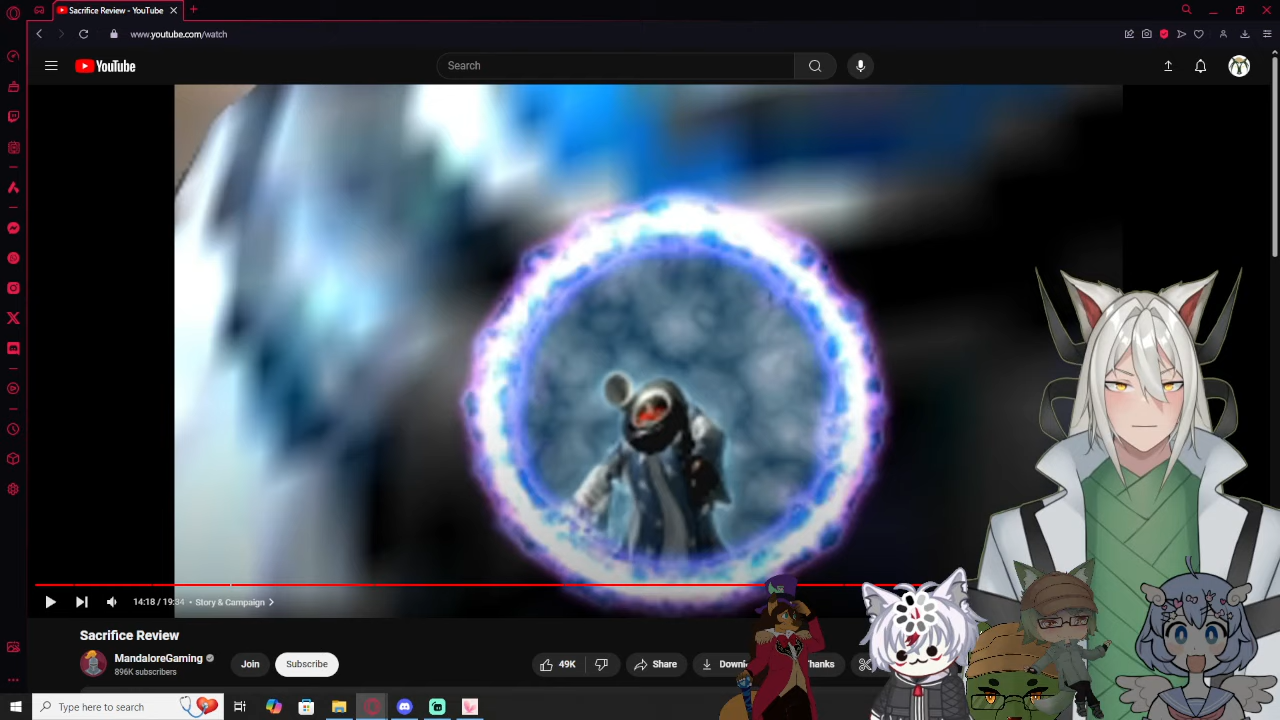 Sacrifice Review - YouTube
www.youtube.com/watch
YouTube
Search
14:18 / 19:34 • Story & Campaign
Sacrifice Review
MandaloreGaming
896K subscribers
Join
Subscribe
49K
Share
Downl
Thanks
Type here to search